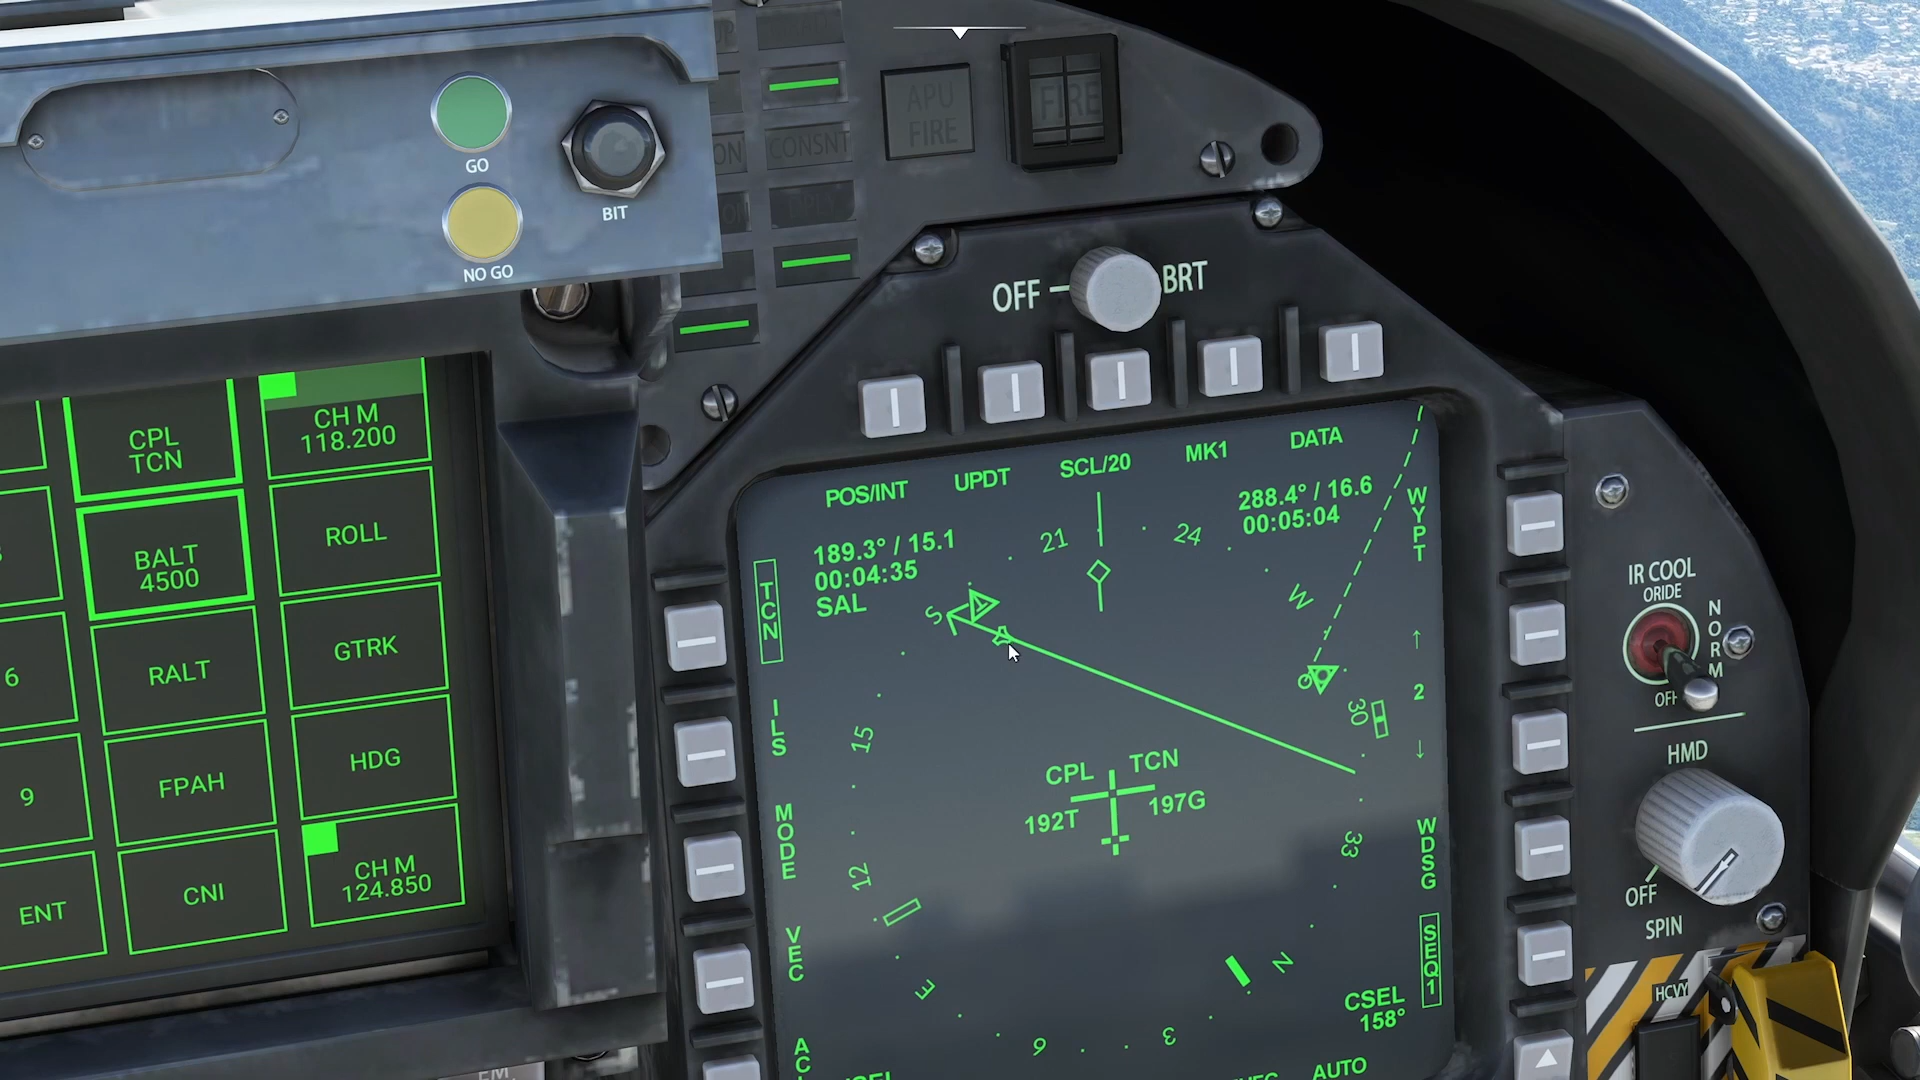 GO
BIT
NO GO
APU
FIRE
FIRE
CONSNT
OFF
BRT
CPL
TCN
CH M
118.200
BALT
4500
ROLL
6
RALT
GTRK
9
FPAH
HDG
ENT
CNI
CH M
124.850
POS/INT
UPDT
SCL/20
MK1
DATA
189.3° / 15.1
00:04:35
SAL
288.4° / 16.6
00:05:04
WYPT
TCN
ILS
MODE
VEC
S
21
24
W
30
33
N
3
6
E
12
15
↑
2
↓
CPL
TCN
192T
197G
WDSG
SEQ1
CSEL
158°
AUTO
IR COOL
ORIDE
NORM
OFF
HMD
OFF
SPIN
HCVY